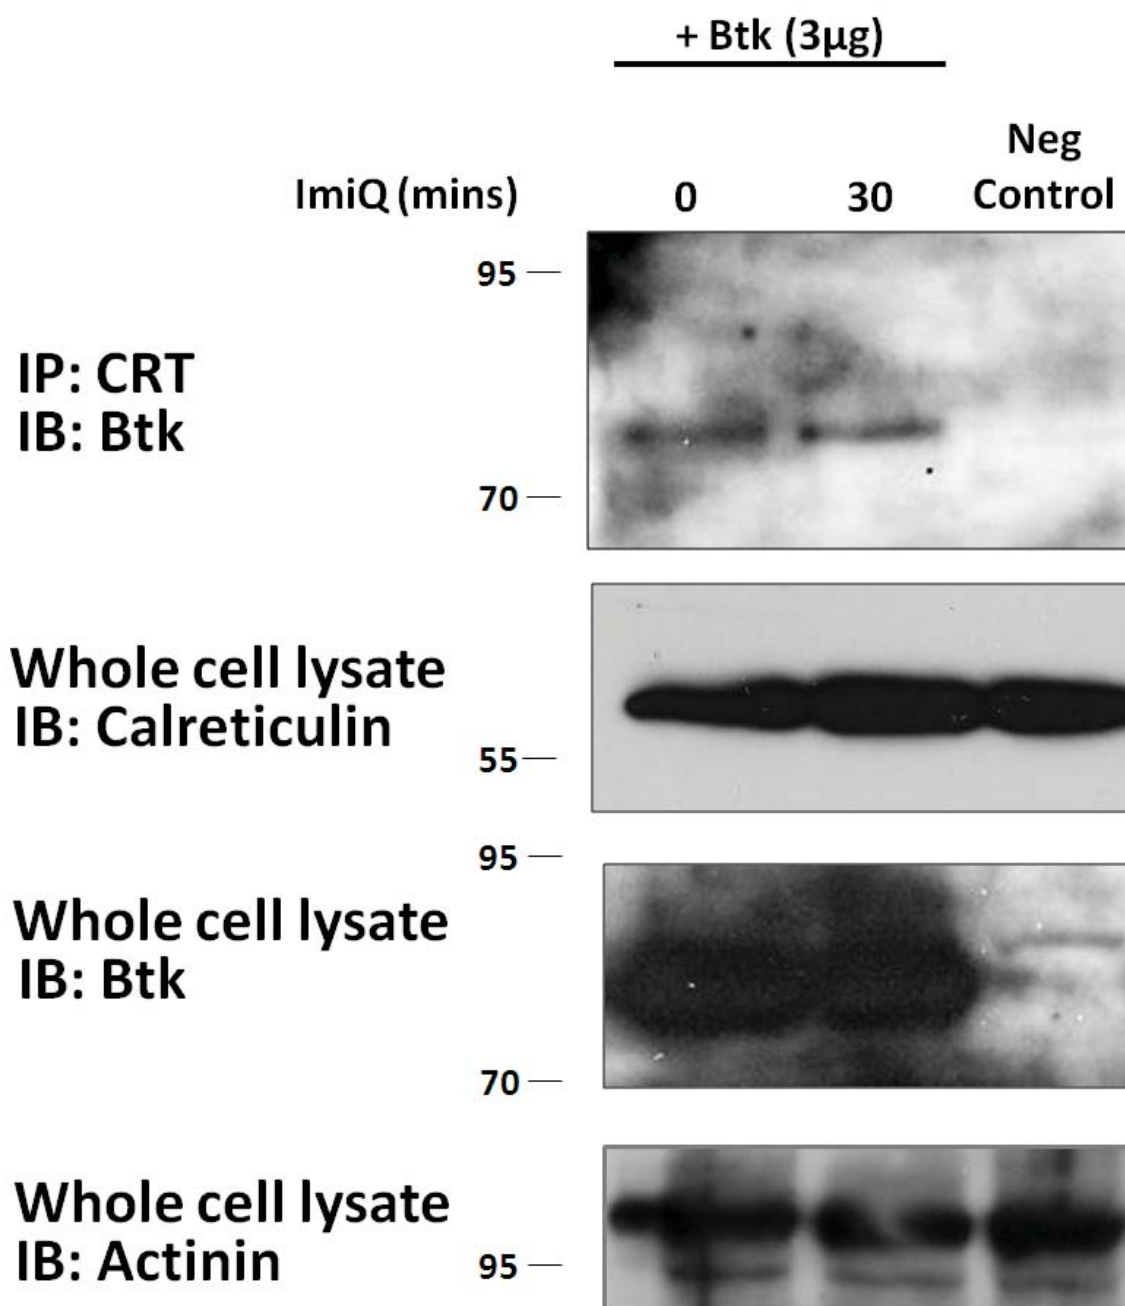 + Btk (3µg)
Neg
Control
ImiQ (mins)
0
30
95
IP: CRT
IB: Btk
70
Whole cell lysate
IB: Calreticulin
55
95
Whole cell lysate
IB: Btk
70
Whole cell lysate
IB: Actinin
95